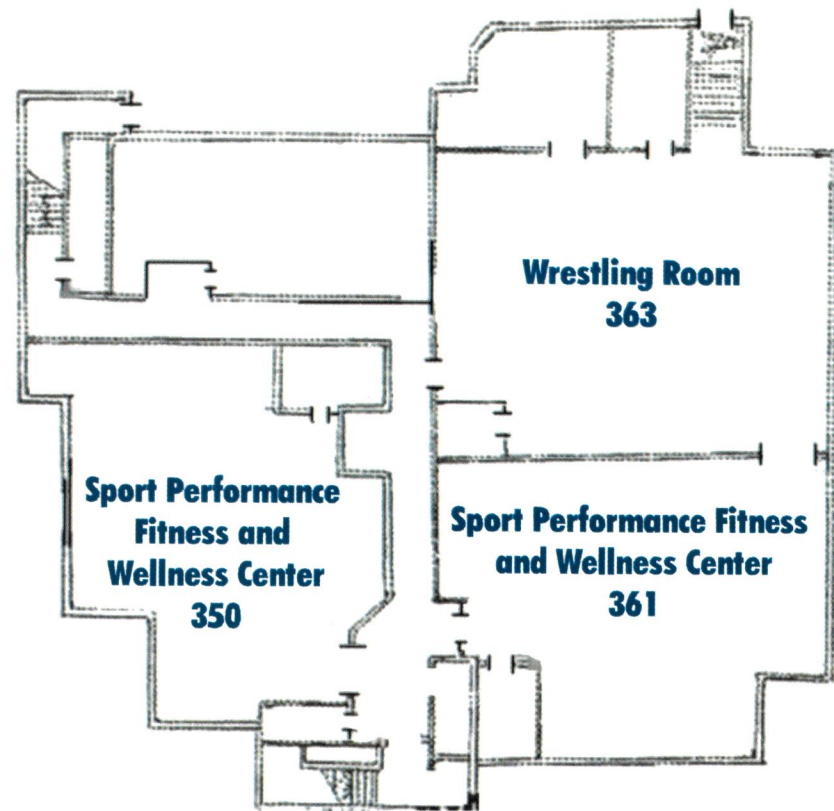 Wrestling Room
363
Sport Performance
Fitness and
Wellness Center
350
Sport Performance Fitness
and Wellness Center
361